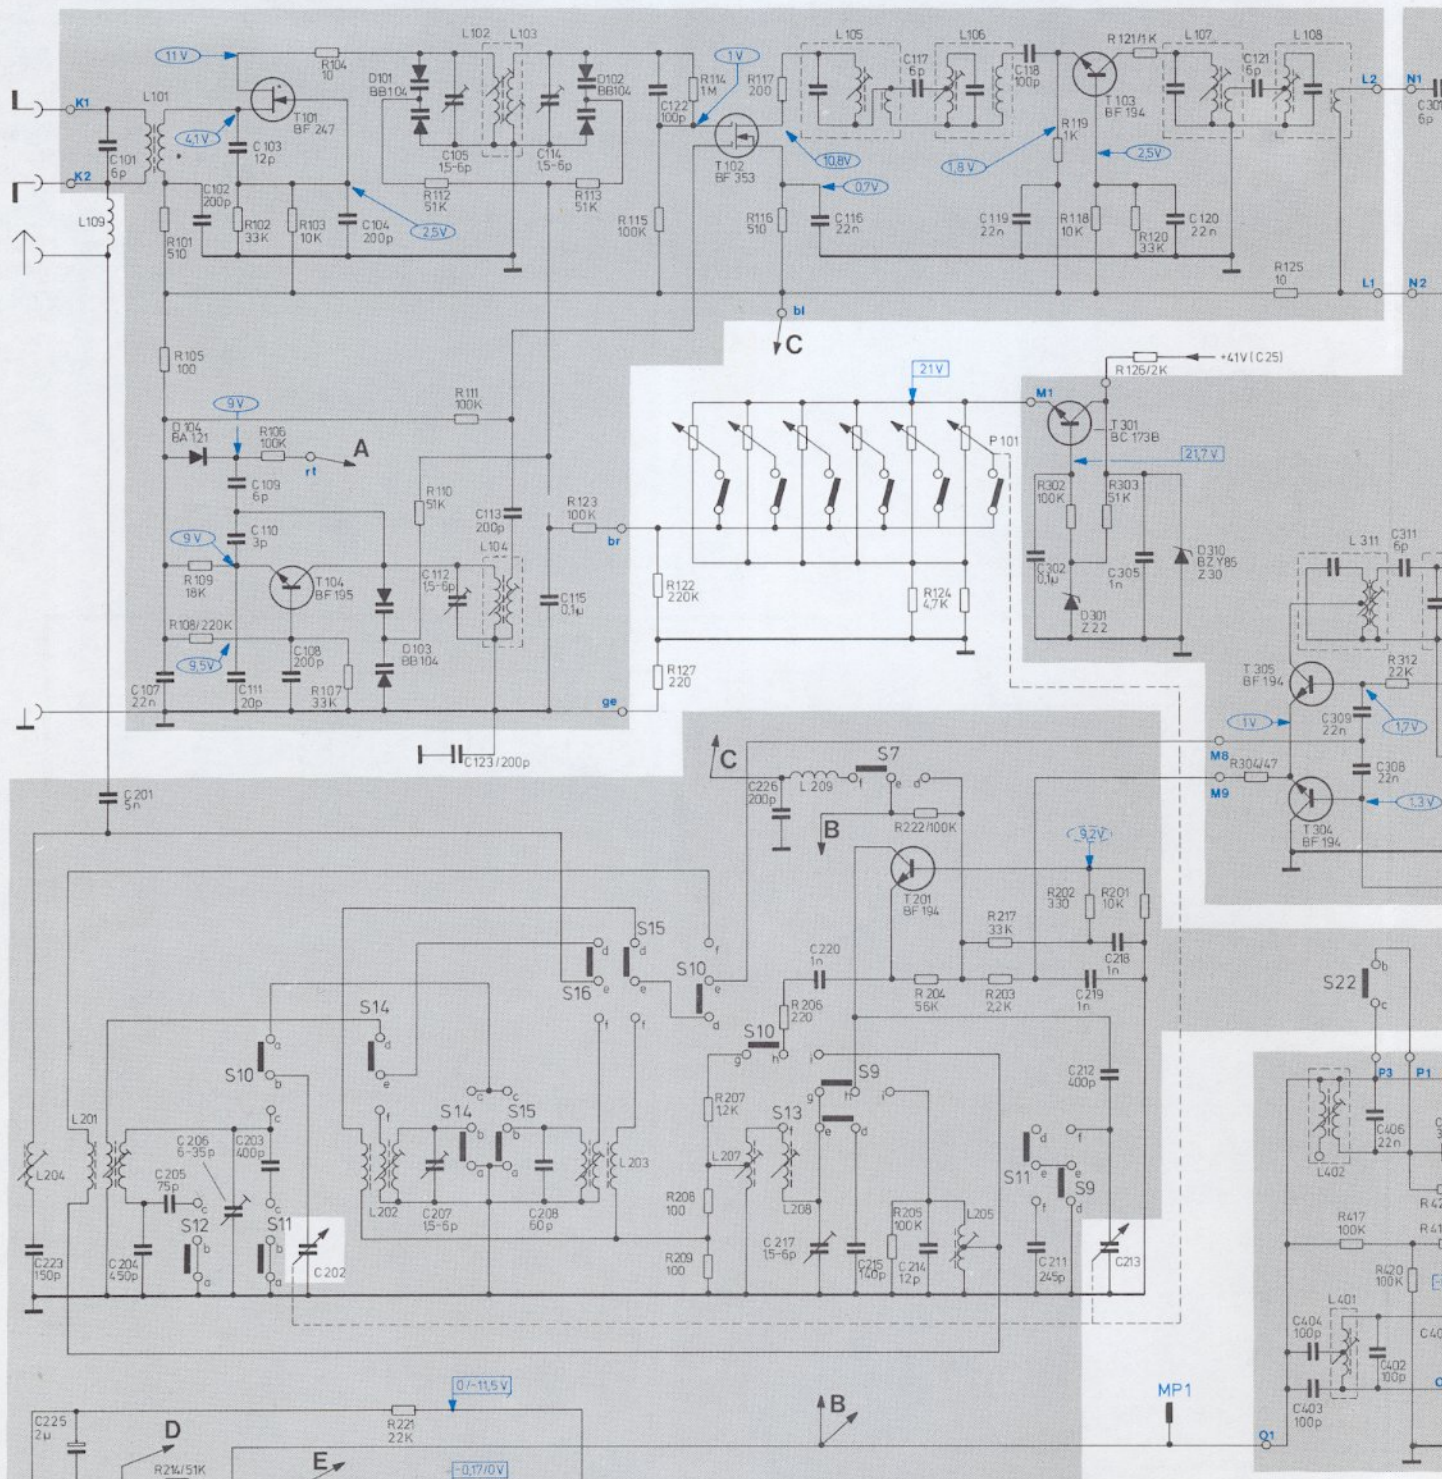 L102 L103
L105
L106
R121/1K
L107
L108
11V
R104
10
D101
BB104
D102
BB104
R114
1M
1V
R117
200
C117
6p
C118
100p
C121
6p
L2 N1
C301
6p
K1
L101
T101
BF 247
C122
100p
T103
BF 194
4,1V
C101
6p
C103
12p
C105
1,5-6p
C114
1,5-6p
T102
BF 353
10,8V
R119
1K
1,8V
2,5V
K2
C102
200p
R112
51K
R113
51K
0,7V
L109
R101
510
R102
33K
R103
10K
C104
200p
2,5V
R115
100K
R116
510
C116
22n
C119
22n
R118
10K
R120
33K
C120
22n
R125
10
L1 N2
bl
C
R105
100
+41V(C25)
R126/2K
R111
100K
21V
M1
9V
D104
BA 121
R106
100K
A
rt
P101
T301
BC 173B
21,7V
C109
6p
R110
51K
C113
200p
R123
100K
br
R302
100K
R303
51K
C110
3p
9V
L104
L311
C311
6p
R109
18K
T104
BF 195
C112
1,5-6p
C115
0,1µ
R122
220K
R124
4,7K
C302
0,1µ
C305
1n
D310
BZY85
Z30
D301
Z22
R108/220K
9,5V
C108
200p
D103
BB104
T305
BF 194
R312
22K
C107
22n
C111
20p
R107
33K
R127
220
ge
1V
C309
22n
1,7V
C123/200p
C
S7
M8
R304/47
C308
22n
M9
C201
5n
C226
200p
L209
f e d
B
R222/100K
1,3V
T304
BF 194
9,2V
T201
BF 194
R202
330
R201
10K
S15
R217
33K
d d f
C220
1n
C218
1n
S10
S16
e e e
R204
56K
R203
2,2K
C219
1n
S22
b
c
S14
f f d
R206
220
a
d
S10
g h i
S10
b
e
S9
C212
400p
P3 P1
c c
g h i
L201
c
f
S14 S15
R207
1,2K
S13
f e d
L204
C206
6-35p
C203
400p
b b
L203
L207
d f
C406
22n
L402
C205
75p
a a
S11
e e
S9
c
c
L202
C207
1,5-6p
C208
60p
R208
100
L208
R205
100K
L205
f d
S12
S11
b
b
R417
100K
C223
150p
C204
450p
a
a
C202
R209
100
C217
1,5-6p
C215
140p
C214
12p
C211
245p
C213
R420
100K
L401
C404
100p
C402
100p
0/-11,5V
MP1
C403
100p
C225
2µ
D
R221
22K
B
Q1
E
R214/51K
-0,17/0V